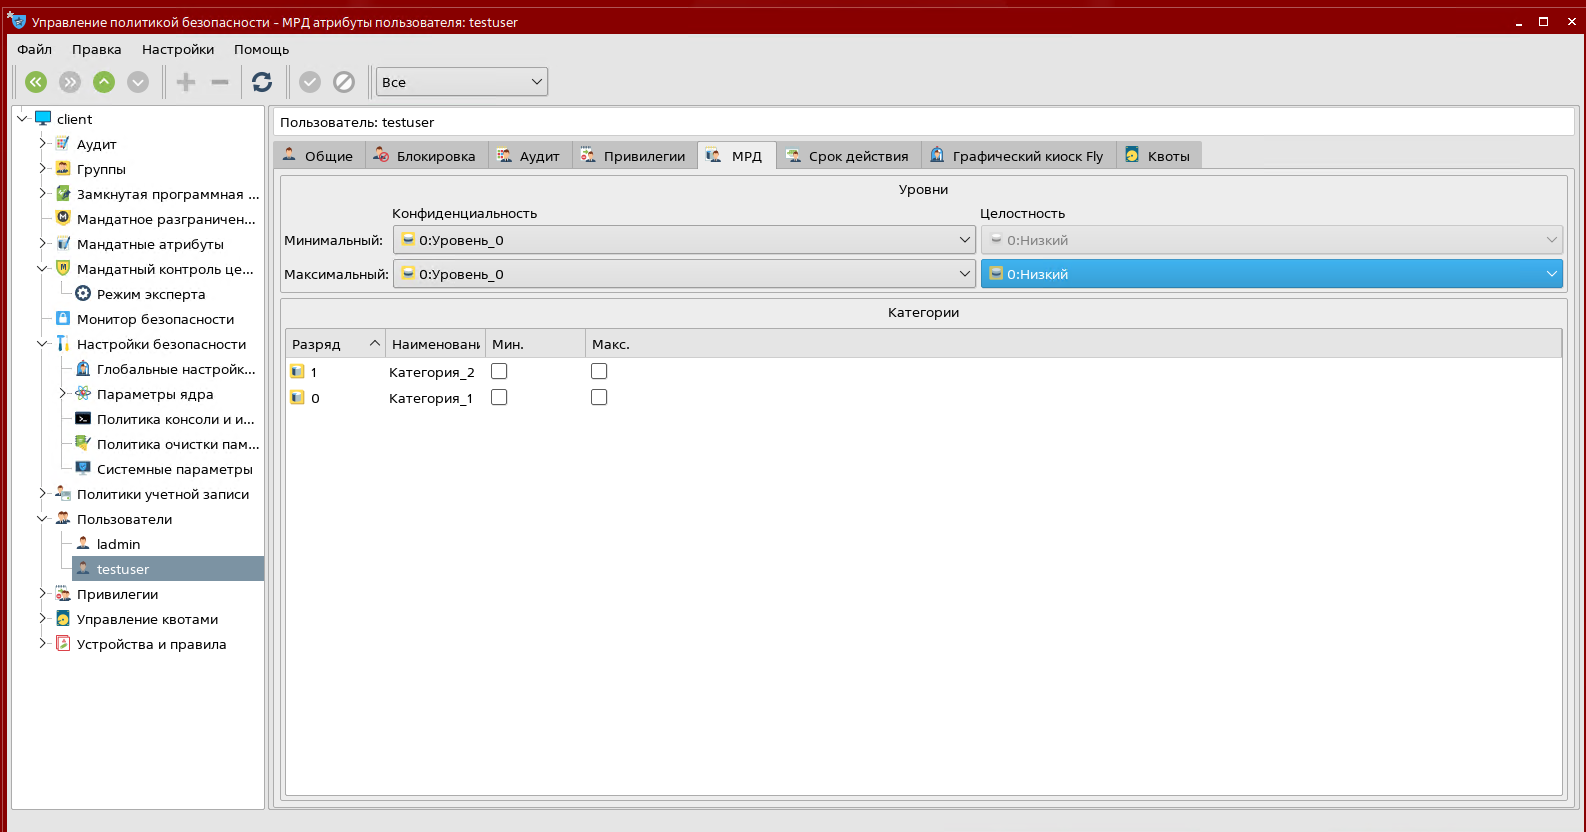 Управление политикой безопасности - МРД атрибуты пользователя: testuser
Файл Правка Настройки Помощь
Все
client
Аудит
Группы
Замкнутая программная ...
Мандатное разграничен...
Мандатные атрибуты
Мандатный контроль це...
Режим эксперта
Монитор безопасности
Настройки безопасности
Глобальные настройк...
Параметры ядра
Политика консоли и и...
Политика очистки пам...
Системные параметры
Политики учетной записи
Пользователи
ladmin
testuser
Привилегии
Управление квотами
Устройства и правила
Пользователь: testuser
Общие Блокировка Аудит Привилегии МРД Срок действия Графический киоск Fly Квоты
Уровни
Конфиденциальность Целостность
Минимальный: 0:Уровень_0 0:Низкий
Максимальный: 0:Уровень_0 0:Низкий
Категории
Разряд Наименовани Мин. Макс.
1 Категория_2
0 Категория_1